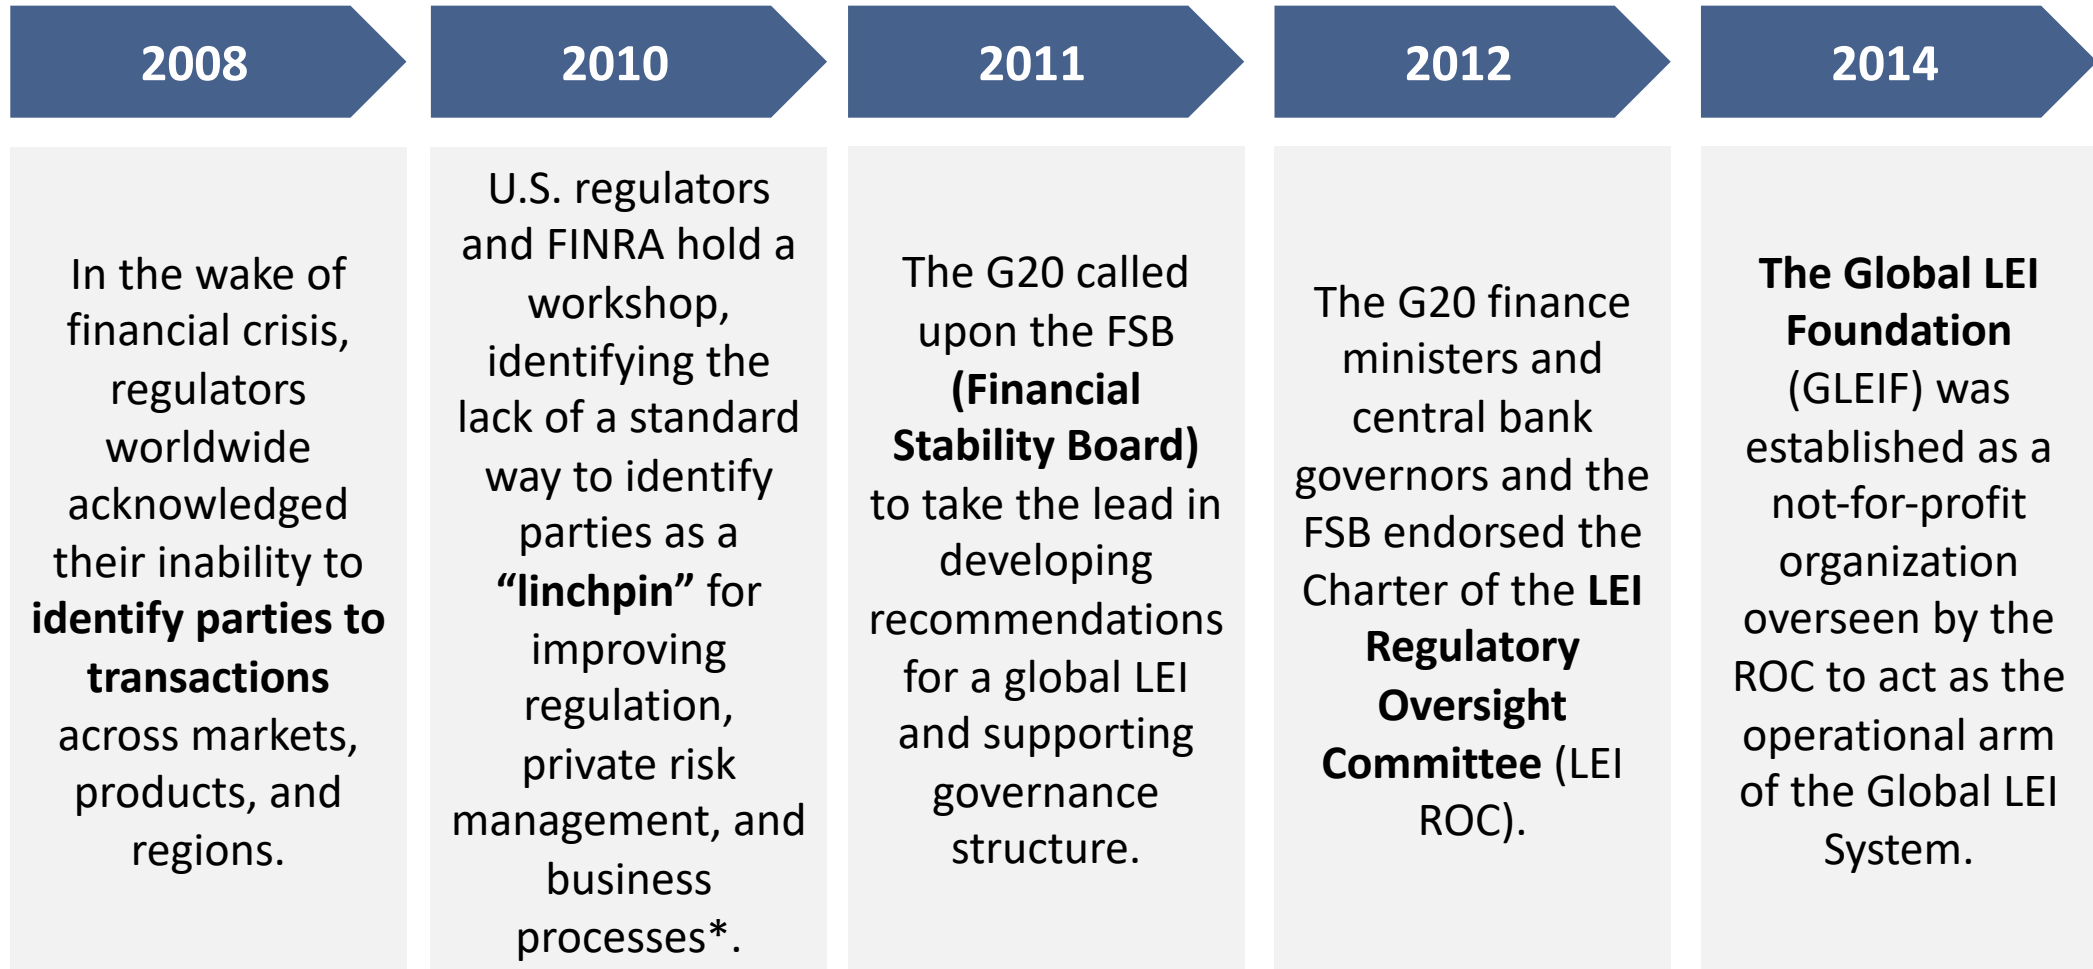 2008
In the wake of
financial crisis,
regulators
worldwide
acknowledged
their inability to
identify parties to
transactions
across markets,
products, and
regions.
2010
U.S. regulators
and FINRA hold a
workshop,
identifying the
lack of a standard
way to identify
parties as a
“linchpin” for
improving
regulation,
private risk
management, and
business
processes*.
2011
The G20 called
upon the FSB
(Financial
Stability Board)
to take the lead in
developing
recommendations
for a global LEI
and supporting
governance
structure.
2012
The G20 finance
ministers and
central bank
governors and the
FSB endorsed the
Charter of the LEI
Regulatory
Oversight
Committee (LEI
ROC).
2014
The Global LEI
Foundation
(GLEIF) was
established as a
not-for-profit
organization
overseen by the
ROC to act as the
operational arm
of the Global LEI
System.